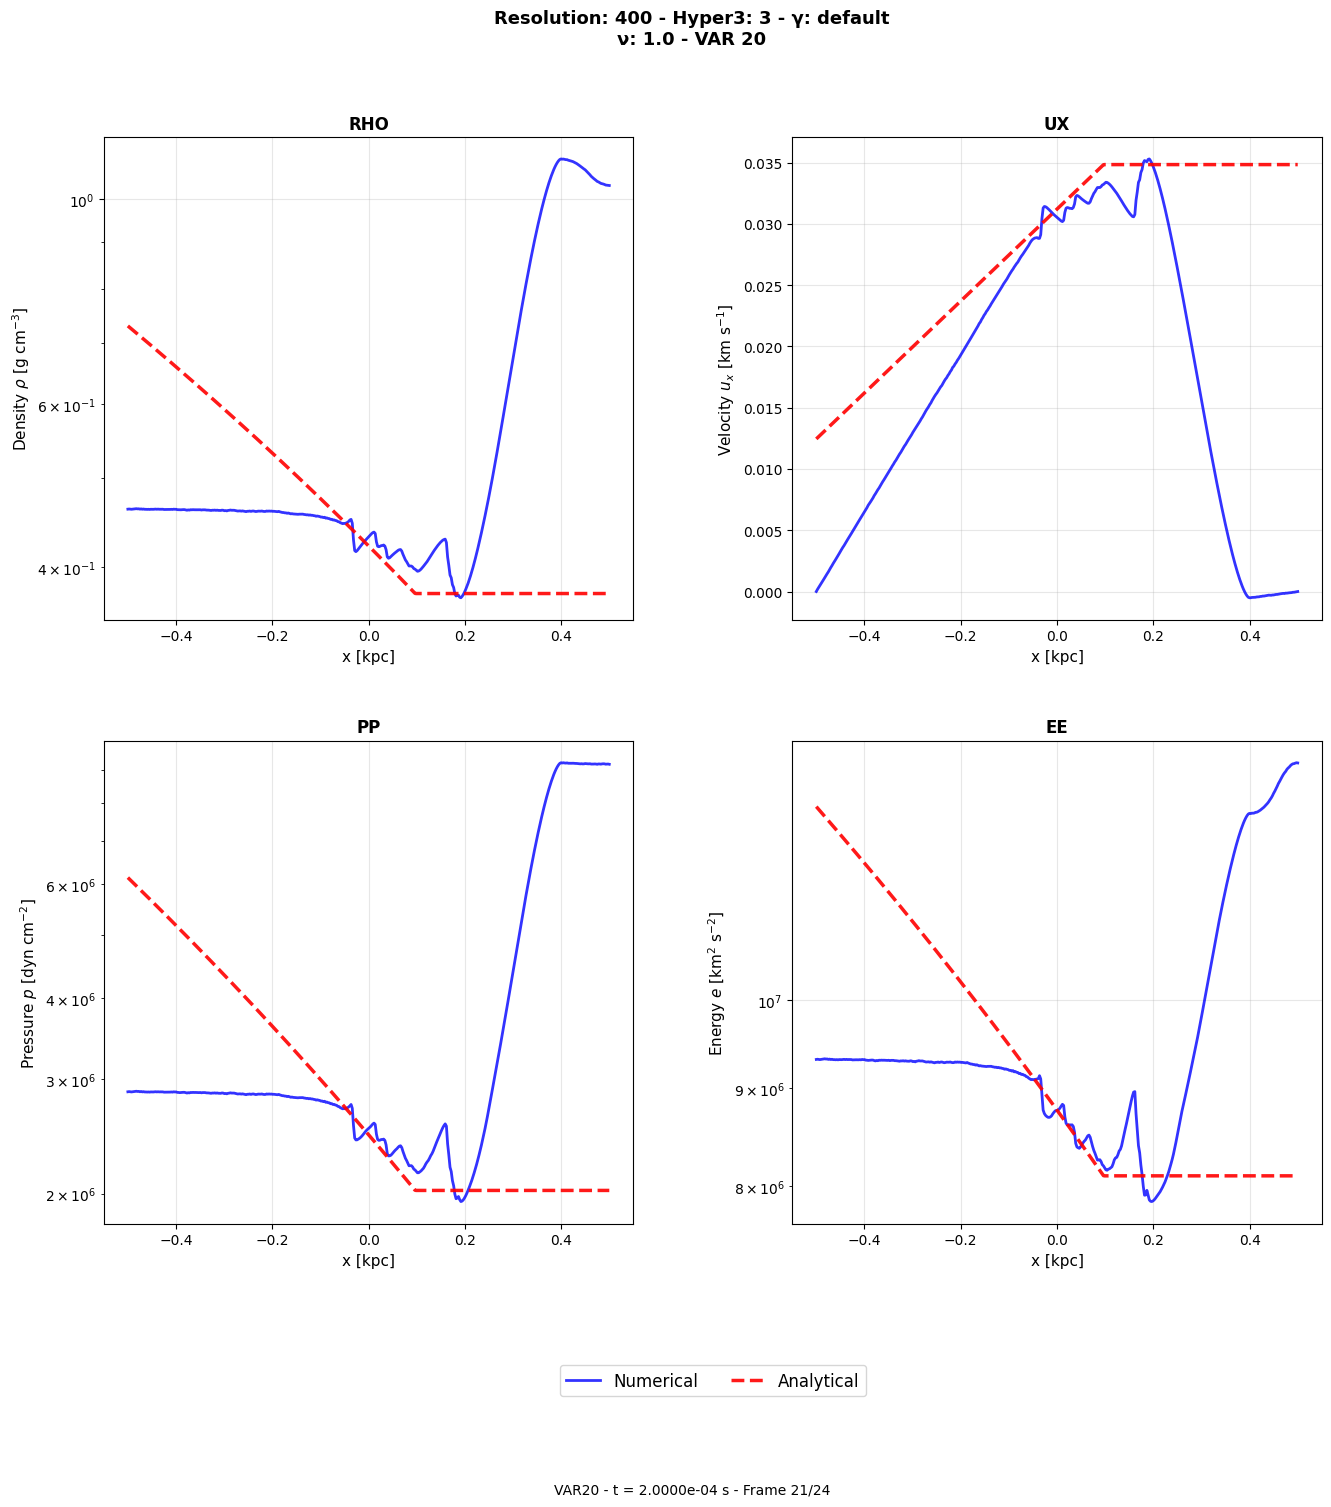 Resolution: 400 - Hyper3: 3 - γ: default
ν: 1.0 - VAR 20
RHO
Density ρ [g cm⁻³]
10⁰
6 × 10⁻¹
4 × 10⁻¹
−0.4 −0.2 0.0 0.2 0.4
x [kpc]
UX
Velocity uₓ [km s⁻¹]
0.035
0.030
0.025
0.020
0.015
0.010
0.005
0.000
−0.4 −0.2 0.0 0.2 0.4
x [kpc]
PP
Pressure p [dyn cm⁻²]
6 × 10⁶
4 × 10⁶
3 × 10⁶
2 × 10⁶
−0.4 −0.2 0.0 0.2 0.4
x [kpc]
EE
Energy e [km² s⁻²]
10⁷
9 × 10⁶
8 × 10⁶
−0.4 −0.2 0.0 0.2 0.4
x [kpc]
Numerical Analytical
VAR20 - t = 2.0000e-04 s - Frame 21/24